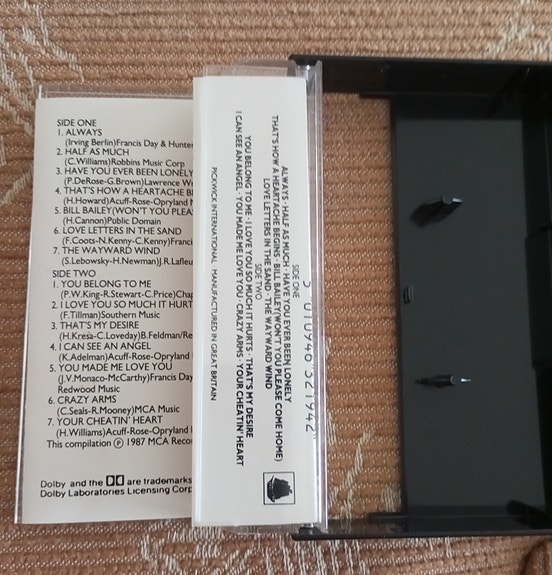 SIDE ONE
1. ALWAYS
(Irving Berlin)Francis Day & Hunter
2. HALF AS MUCH
(C.Williams)Robbins Music Corp
3. HAVE YOU EVER BEEN LONELY
(P.DeRose-G.Brown)Lawrence
4. THAT'S HOW A HEARTACHE
(H.Howard)Acuff-Rose-Opryland
5. BILL BAILEY(WON'T YOU
(H.Cannon)Public Domain
6. LOVE LETTERS IN THE SAND
(F.Coots-N.Kenny-C.Kenny)
7. THE WAYWARD WIND
(S.Lebowsky-H.Newman)
SIDE TWO
1. YOU BELONG TO ME
(P.W.King-R.Stewart-C.Price)
2. I LOVE YOU SO MUCH IT HURT
(F.Tillman)Southern Music
3. THAT'S MY DESIRE
(H.Kresa-C.Loveday)B.Feldman/
4. I CAN SEE AN ANGEL
(K.Adelman)Acuff-Rose-Opryland
5. YOU MADE ME LOVE YOU
(J.V.Monaco-McCarthy)Francis Day
Redwood Music
6. CRAZY ARMS
(C.Seals-R.Mooney)MCA Music
7. YOUR CHEATIN' HEART
(H.Williams)Acuff-Rose-Opryland
This compilation ℗ 1987 MCA
Dolby and the DD are trademarks
Dolby Laboratories Licensing Corp
SIDE ONE
ALWAYS · HALF AS MUCH · HAVE YOU EVER BEEN LONELY
THAT'S HOW A HEARTACHE BEGINS · BILL BAILEY(WON'T YOU PLEASE COME HOME)
LOVE LETTERS IN THE SAND · THE WAYWARD WIND
SIDE TWO
YOU BELONG TO ME · I LOVE YOU SO MUCH IT HURTS · THAT'S MY DESIRE
I CAN SEE AN ANGEL · YOU MADE ME LOVE YOU · CRAZY ARMS · YOUR CHEATIN' HEART
PICKWICK INTERNATIONAL · MANUFACTURED IN GREAT BRITAIN
5 010946 321942